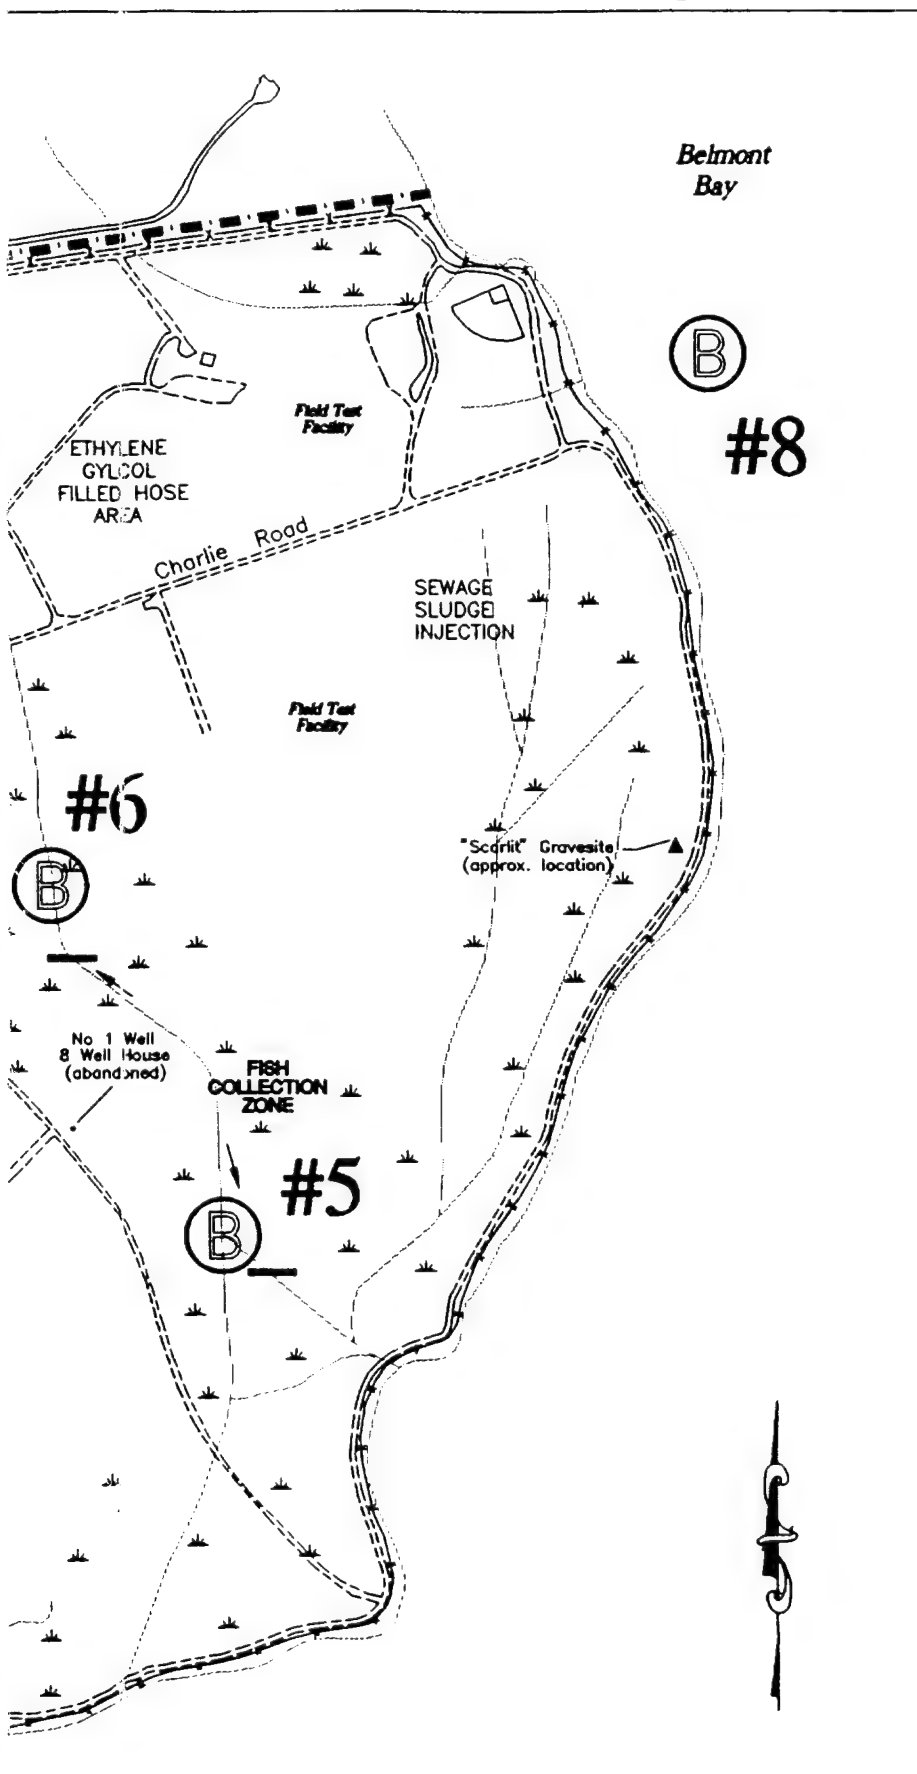 Belmont
Bay
B
#8
Field Test
Facility
ETHYLENE
GYLCOL
FILLED HOSE
AREA
Charlie Road
SEWAGE
SLUDGE
INJECTION
Field Test
Facility
#6
B
"Scarlit" Gravesite
(approx. location)
No 1 Well
8 Well House
(abandoned)
FISH
COLLECTION
ZONE
#5
B